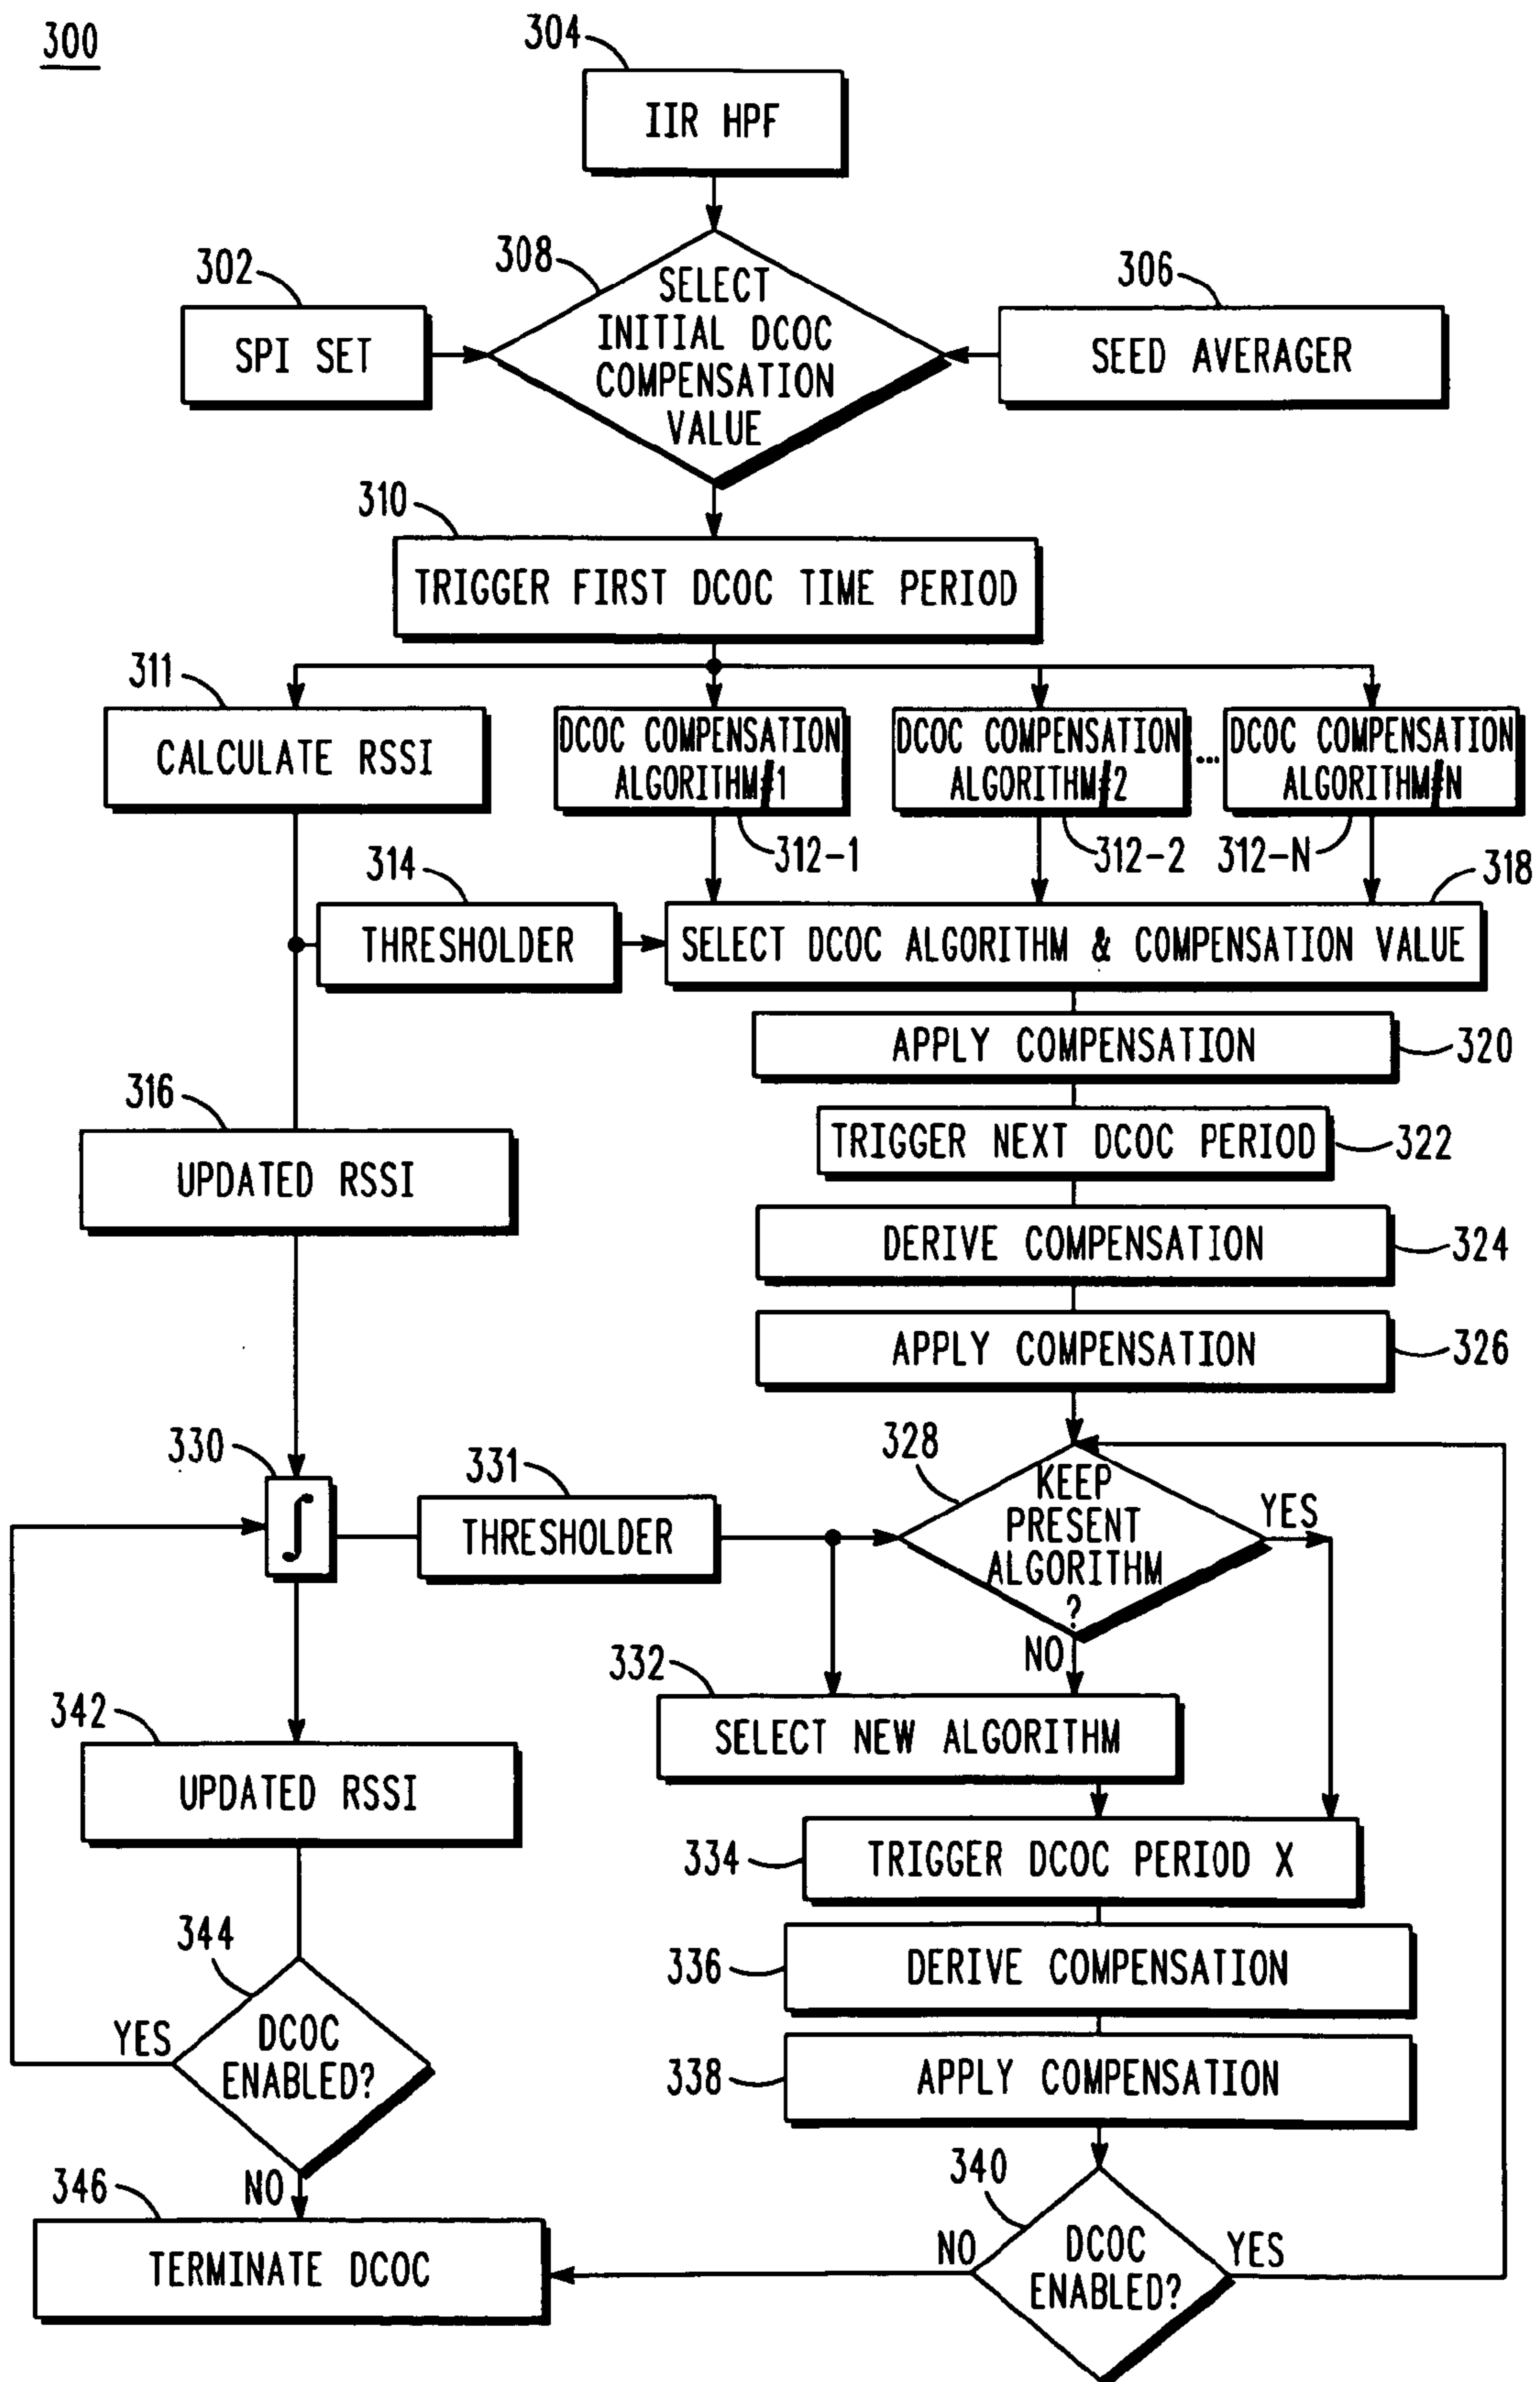 300
304
IIR HPF
302
SPI SET
308
SELECT
INITIAL DCOC
COMPENSATION
VALUE
306
SEED AVERAGER
310
TRIGGER FIRST DCOC TIME PERIOD
311
CALCULATE RSSI
DCOC COMPENSATION
ALGORITHM#1
312-1
DCOC COMPENSATION
ALGORITHM#2
312-2
...
DCOC COMPENSATION
ALGORITHM#N
312-N
314
THRESHOLDER
318
SELECT DCOC ALGORITHM & COMPENSATION VALUE
APPLY COMPENSATION
320
316
UPDATED RSSI
TRIGGER NEXT DCOC PERIOD
322
DERIVE COMPENSATION
324
APPLY COMPENSATION
326
330
∫
331
THRESHOLDER
328
KEEP
PRESENT
ALGORITHM
?
YES
NO
332
SELECT NEW ALGORITHM
342
UPDATED RSSI
334
TRIGGER DCOC PERIOD X
336
DERIVE COMPENSATION
338
APPLY COMPENSATION
344
DCOC
ENABLED?
YES
NO
346
TERMINATE DCOC
340
DCOC
ENABLED?
NO
YES